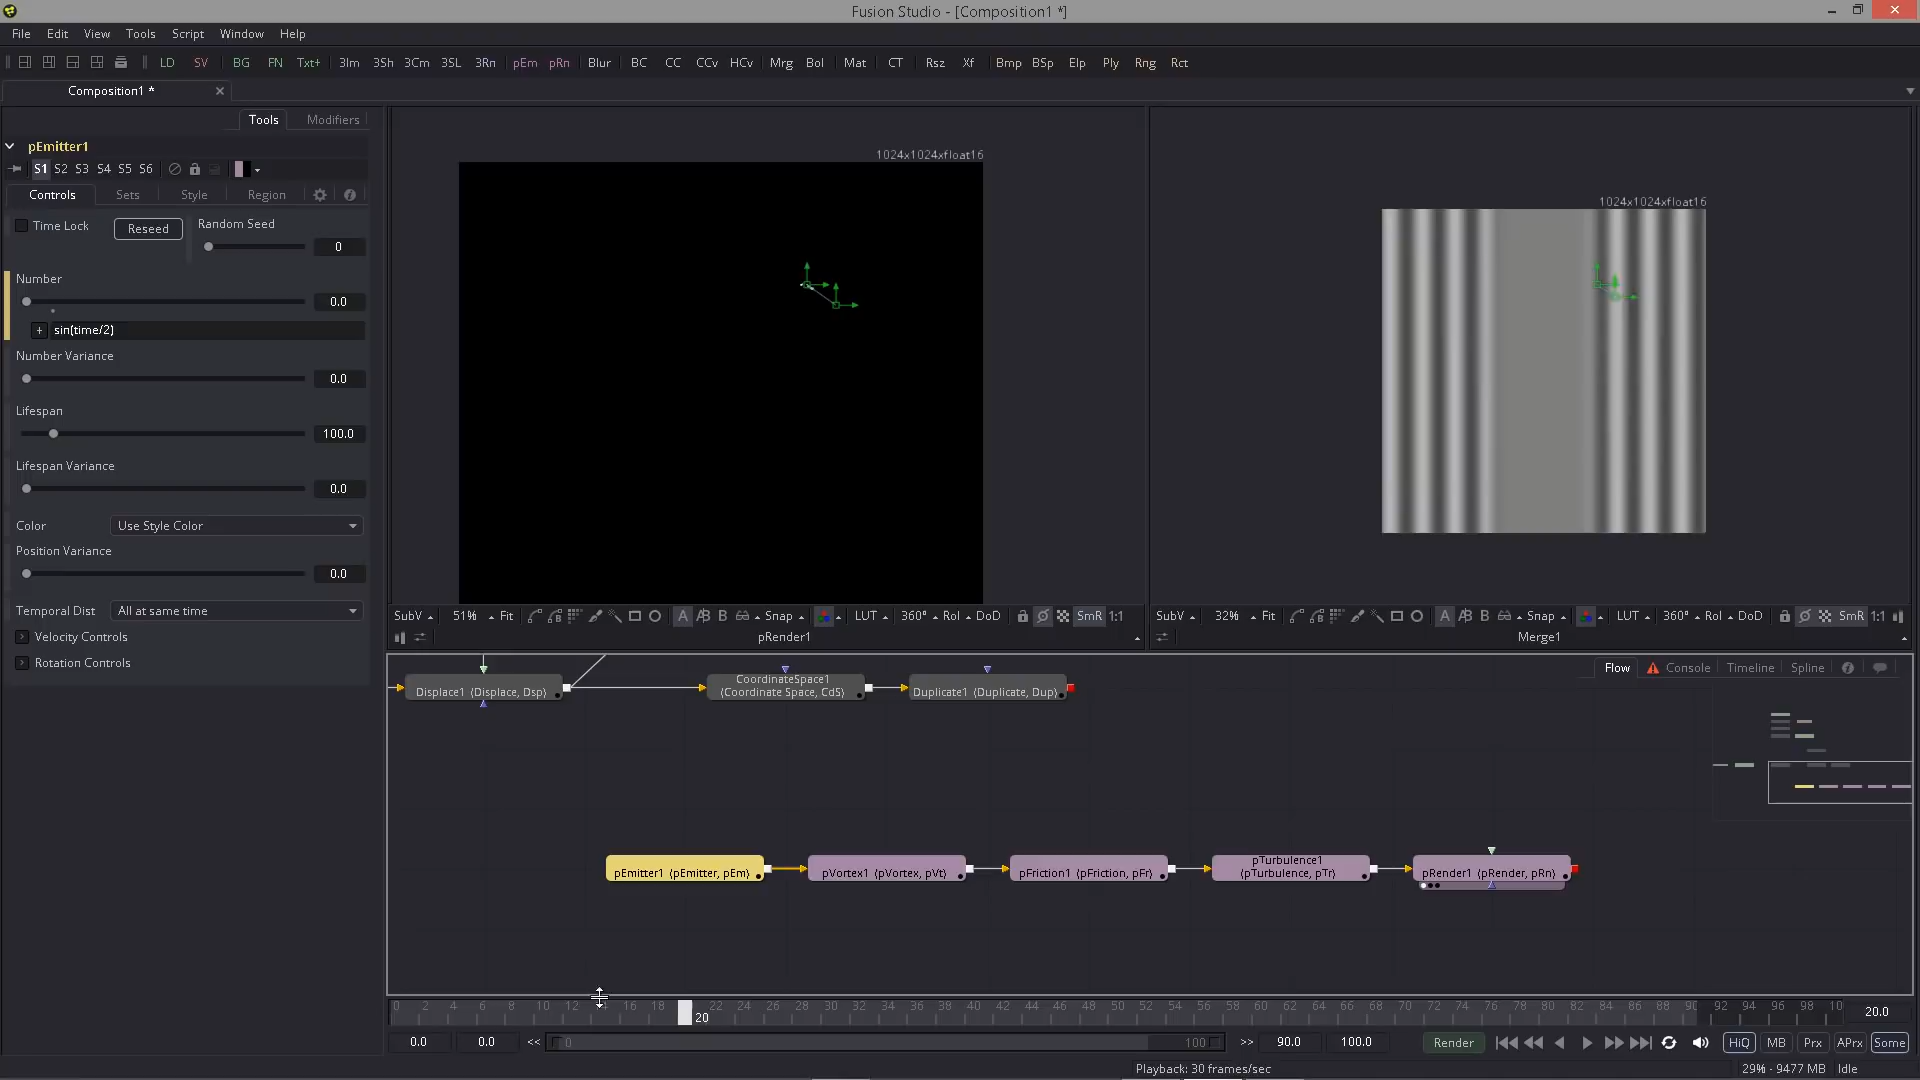 Fusion Studio - [Composition1 *]
File Edit View Tools Script Window Help
LD SV BG FN Txt+ 3Im 3Sh 3Cm 3SL 3Rn pEm pRn Blur BC CC CCv HCv Mrg Bol Mat CT Rsz Xf Bmp BSp Elp Ply Rng Rct
Composition1 *
Tools Modifiers
pEmitter1
S1 S2 S3 S4 S5 S6
Controls Sets Style Region
Time Lock Reseed Random Seed
0
Number
0.0
+ sin(time/2)
Number Variance
0.0
Lifespan
100.0
Lifespan Variance
0.0
Color Use Style Color
Position Variance
0.0
Temporal Dist All at same time
Velocity Controls
Rotation Controls
1024x1024xfloat16
1024x1024xfloat16
SubV 51% Fit A B Snap LUT 360° RoI DoD SmR 1:1
pRender1
SubV 32% Fit A B Snap LUT 360° RoI DoD SmR 1:1
Merge1
Flow Console Timeline Spline
Displace1 (Displace, Dsp)
CoordinateSpace1
(Coordinate Space, CdS)
Duplicate1 (Duplicate, Dup)
pEmitter1 (pEmitter, pEm)
pVortex1 (pVortex, pVt)
pFriction1 (pFriction, pFr)
pTurbulence1
(pTurbulence, pTr)
pRender1 (pRender, pRn)
0 2 4 6 8 10 12 14 16 18 22 24 26 28 30 32 34 36 38 40 42 44 46 48 50 52 54 56 58 60 62 64 66 68 70 72 74 76 78 80 82 84 86 88 92 94 96 98 10
20
20.0
0.0 0.0 << 0 100 >> 90.0 100.0 Render HiQ MB Prx APrx Some
Playback: 30 frames/sec
29% - 9477 MB Idle